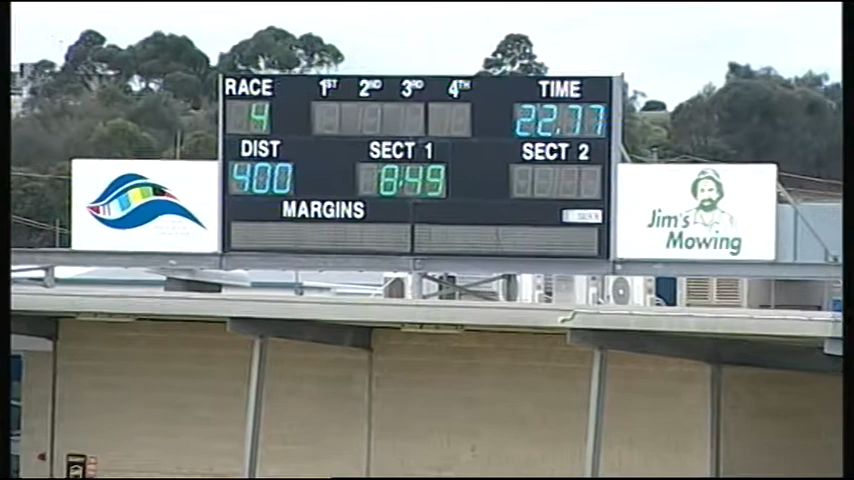 RACE 1ST 2ND 3RD 4TH TIME
4 22.77
DIST SECT 1 SECT 2
400 8.49
MARGINS
Jim's
Mowing